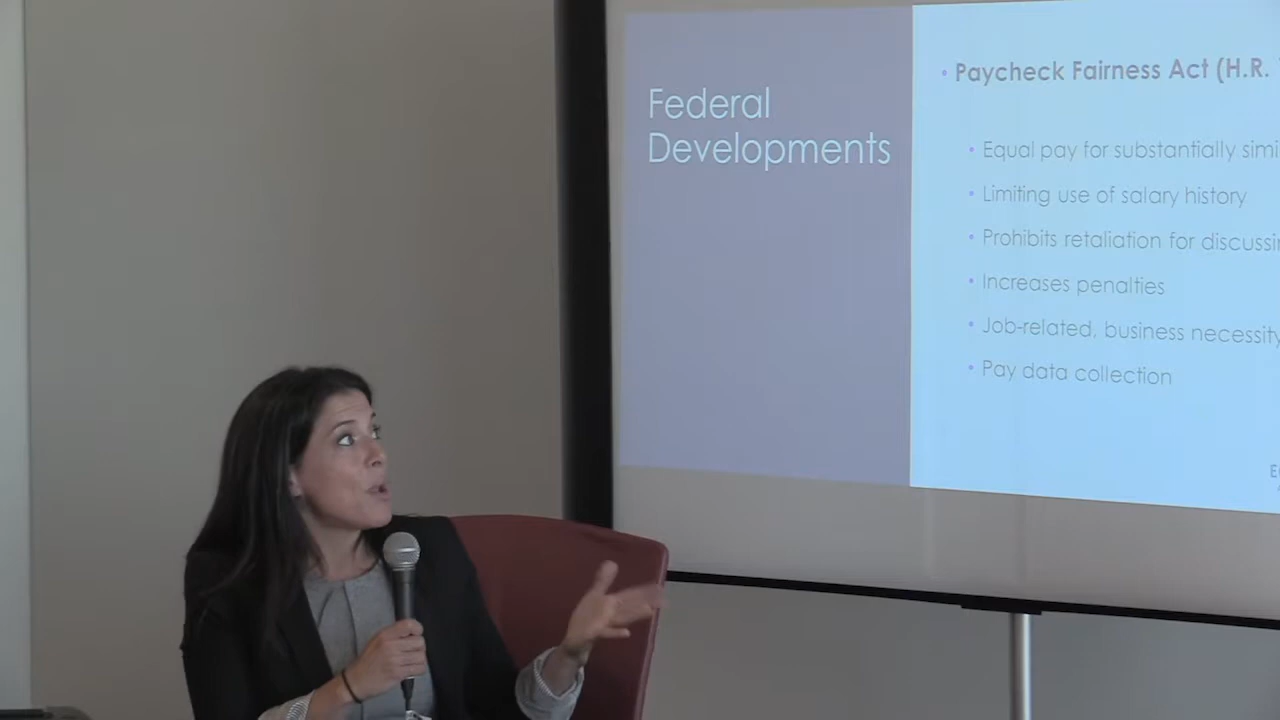 Federal
Developments
• Paycheck Fairness Act (H.R.
• Equal pay for substantially simi
• Limiting use of salary history
• Prohibits retaliation for discussin
• Increases penalties
• Job-related, business necessity
• Pay data collection